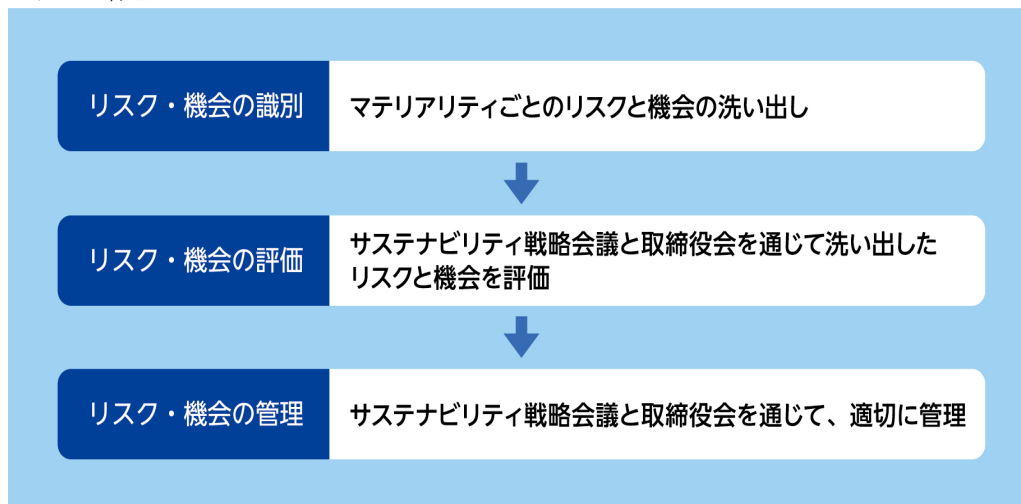 リスク・機会の識別
マテリアリティごとのリスクと機会の洗い出し
リスク・機会の評価
サステナビリティ戦略会議と取締役会を通じて洗い出した
リスクと機会を評価
リスク・機会の管理
サステナビリティ戦略会議と取締役会を通じて、適切に管理